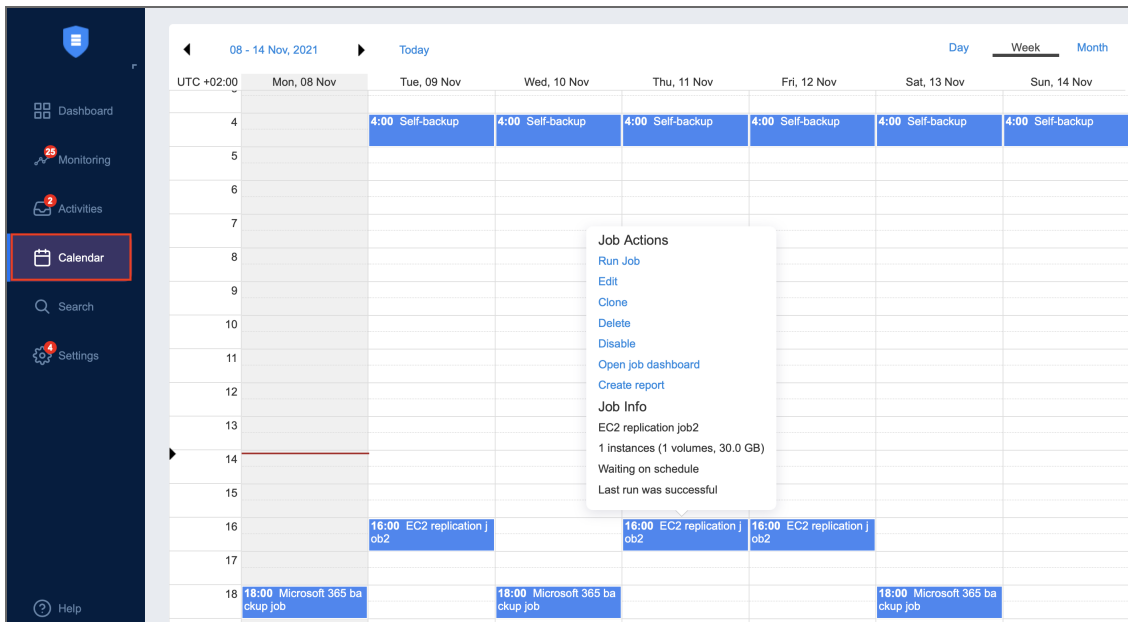 08 - 14 Nov, 2021
Today
Day
Week
Month
UTC +02:00
Mon, 08 Nov
Tue, 09 Nov
Wed, 10 Nov
Thu, 11 Nov
Fri, 12 Nov
Sat, 13 Nov
Sun, 14 Nov
Dashboard
25
Monitoring
2
Activities
Calendar
Search
4
Settings
Help
4
4:00 Self-backup
4:00 Self-backup
4:00 Self-backup
4:00 Self-backup
4:00 Self-backup
4:00 Self-backup
5
6
7
8
9
10
11
12
13
14
15
Job Actions
Run Job
Edit
Clone
Delete
Disable
Open job dashboard
Create report
Job Info
EC2 replication job2
1 instances (1 volumes, 30.0 GB)
Waiting on schedule
Last run was successful
16
16:00 EC2 replication j
ob2
16:00 EC2 replication j
ob2
16:00 EC2 replication j
ob2
17
18
18:00 Microsoft 365 ba
ckup job
18:00 Microsoft 365 ba
ckup job
18:00 Microsoft 365 ba
ckup job